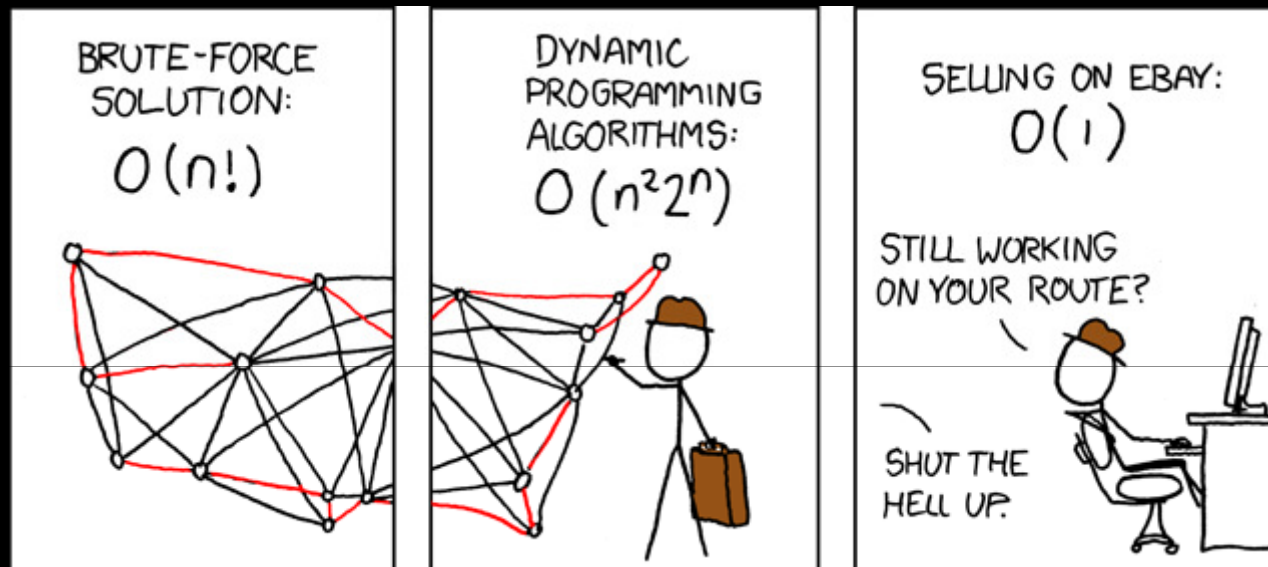 BRUTE-FORCE
SOLUTION:
O(n!)
DYNAMIC
PROGRAMMING
ALGORITHMS:
O(n²2ⁿ)
SELLING ON EBAY:
O(1)
STILL WORKING
ON YOUR ROUTE?
SHUT THE
HELL UP.